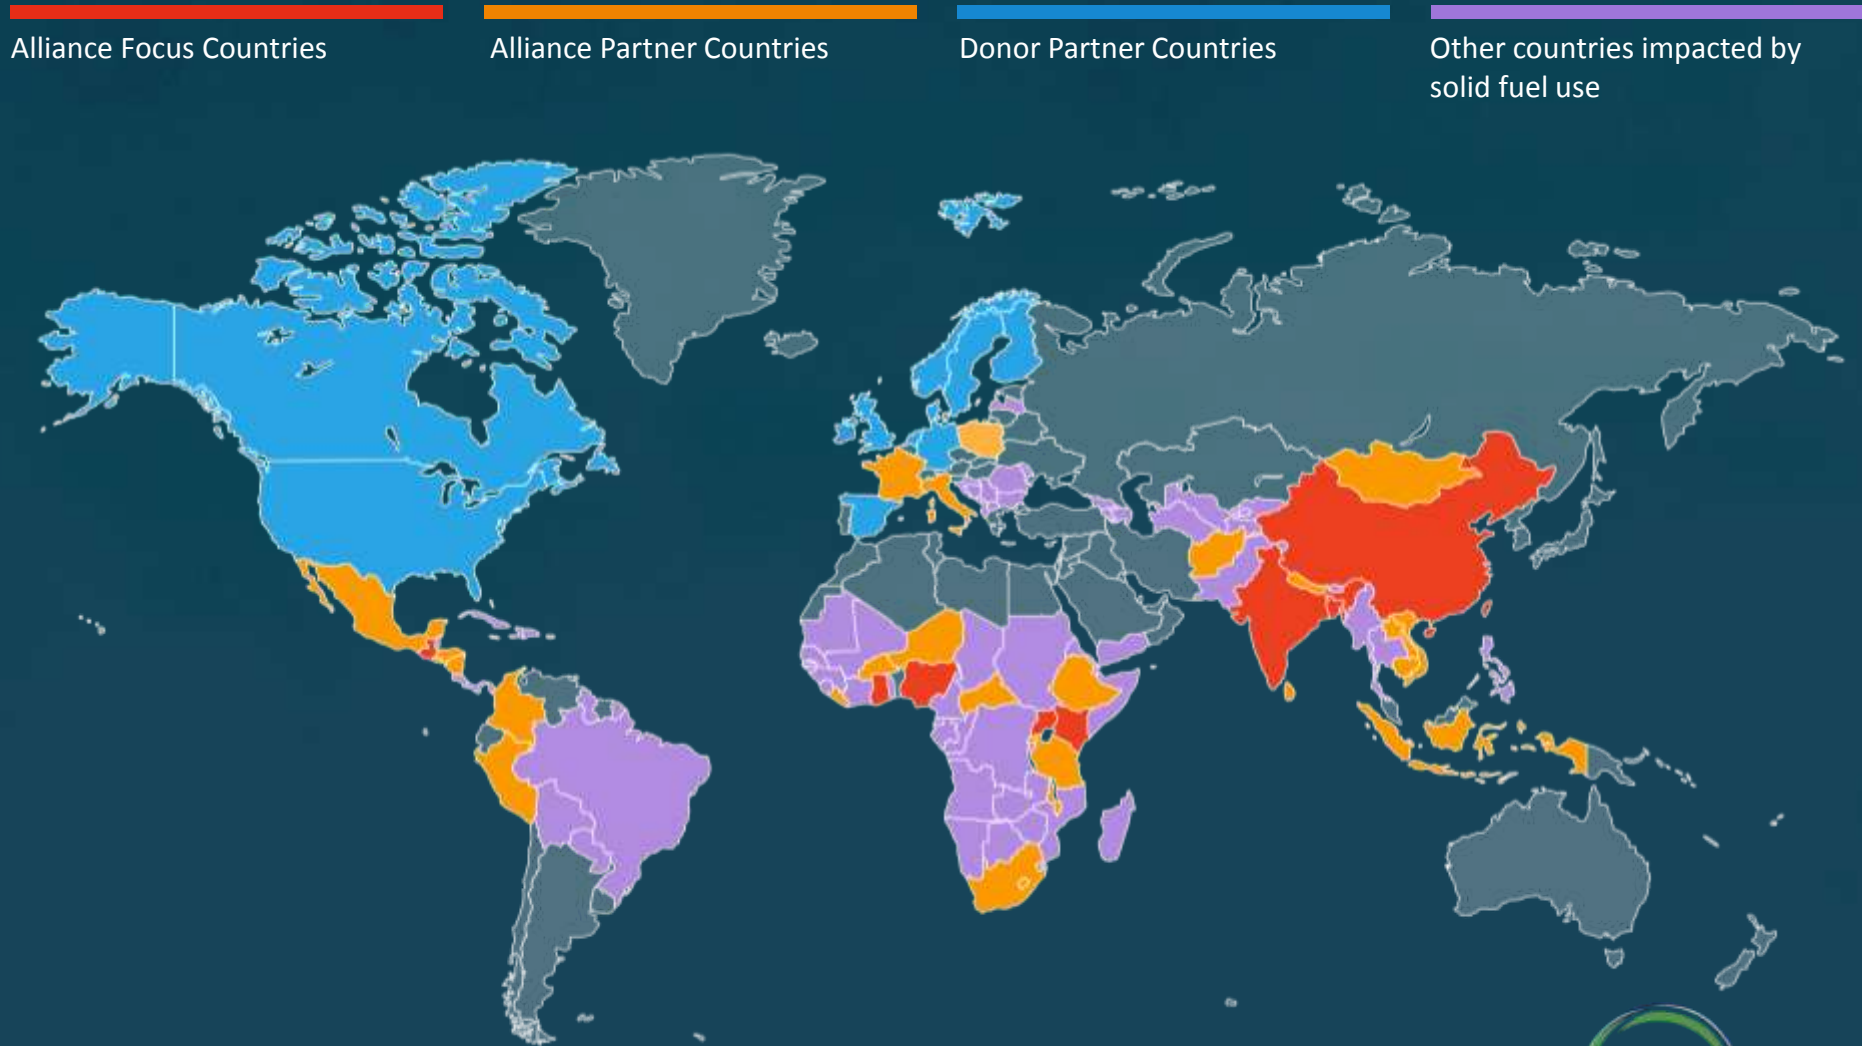 Alliance Focus Countries
Alliance Partner Countries
Donor Partner Countries
Other countries impacted by
solid fuel use